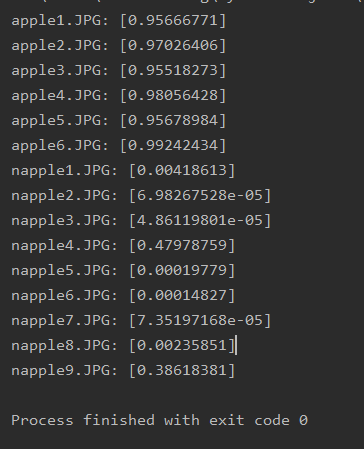 apple1.JPG: [0.95666771]
apple2.JPG: [0.97026406]
apple3.JPG: [0.95518273]
apple4.JPG: [0.98056428]
apple5.JPG: [0.95678984]
apple6.JPG: [0.99242434]
napple1.JPG: [0.00418613]
napple2.JPG: [6.98267528e-05]
napple3.JPG: [4.86119801e-05]
napple4.JPG: [0.47978759]
napple5.JPG: [0.00019779]
napple6.JPG: [0.00014827]
napple7.JPG: [7.35197168e-05]
napple8.JPG: [0.00235851]
napple9.JPG: [0.38618381]
Process finished with exit code 0